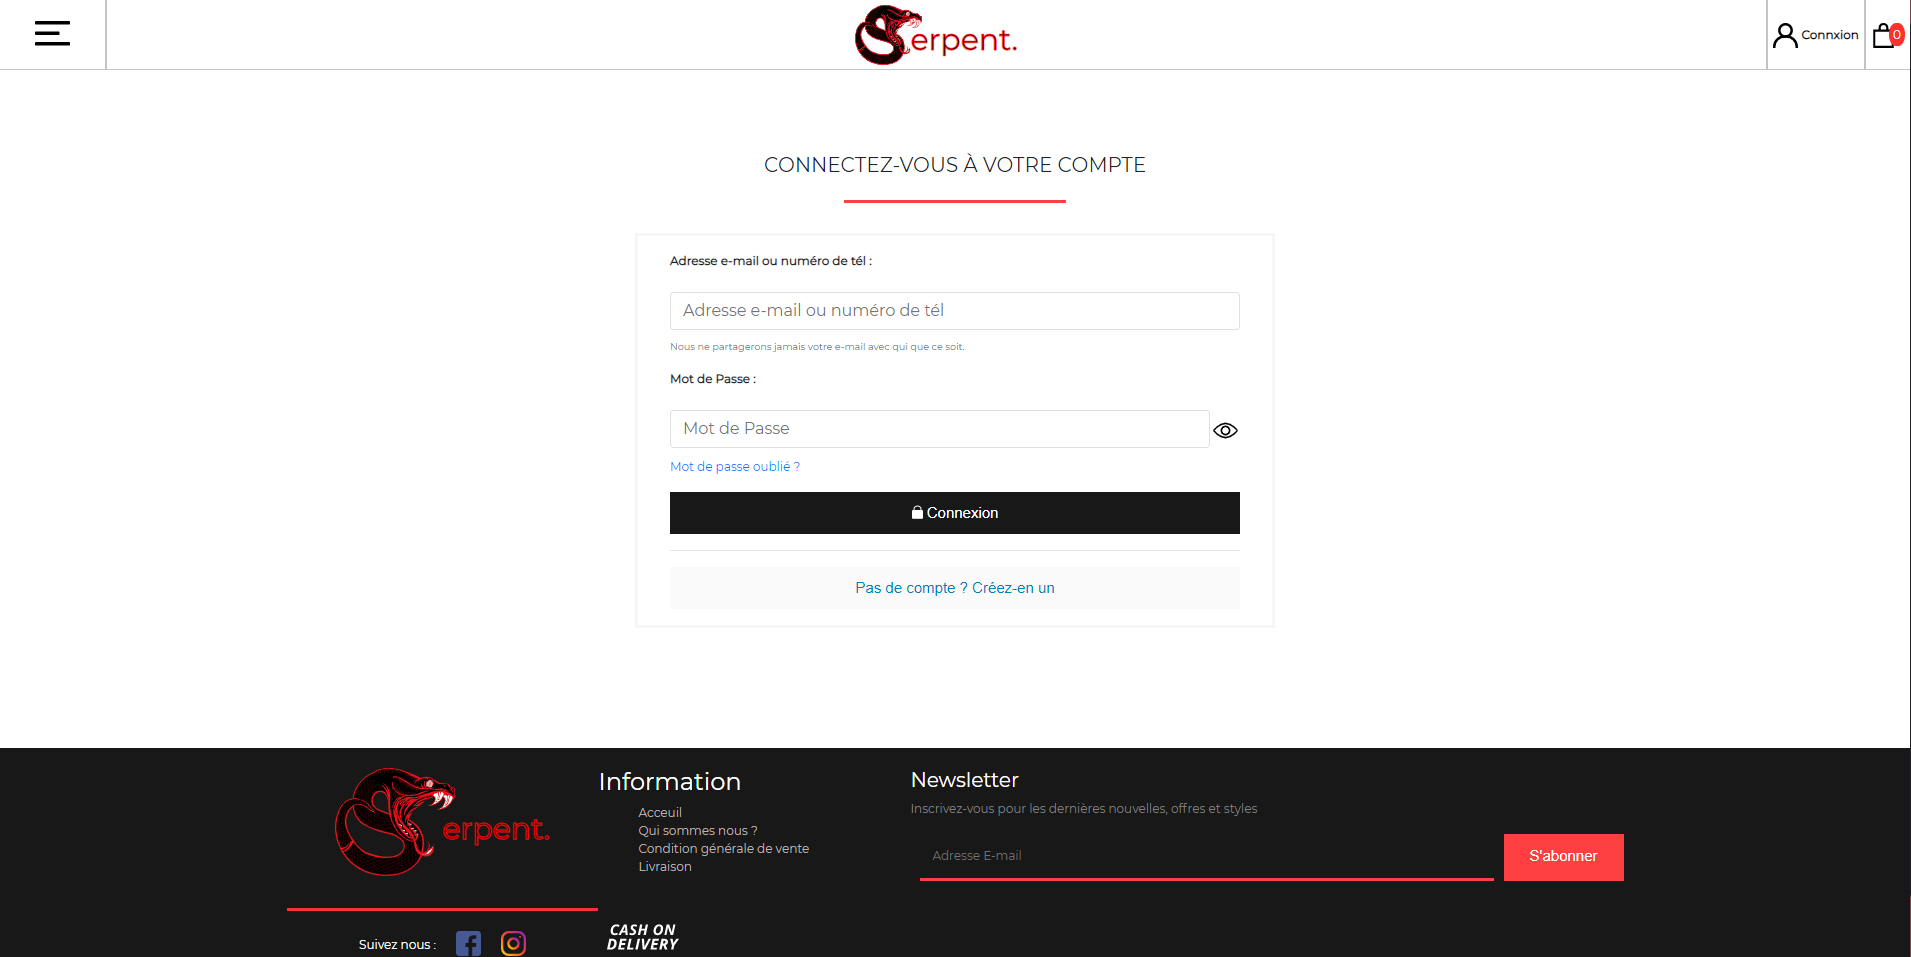 erpent.
Connxion
0
CONNECTEZ-VOUS À VOTRE COMPTE
Adresse e-mail ou numéro de tél :
Adresse e-mail ou numéro de tél
Nous ne partagerons jamais votre e-mail avec qui que ce soit.
Mot de Passe :
Mot de Passe
Mot de passe oublié ?
Connexion
Pas de compte ? Créez-en un
erpent.
Suivez nous :
Information
Acceuil
Qui sommes nous ?
Condition générale de vente
Livraison
CASH ON
DELIVERY
Newsletter
Inscrivez-vous pour les dernières nouvelles, offres et styles
Adresse E-mail
S'abonner